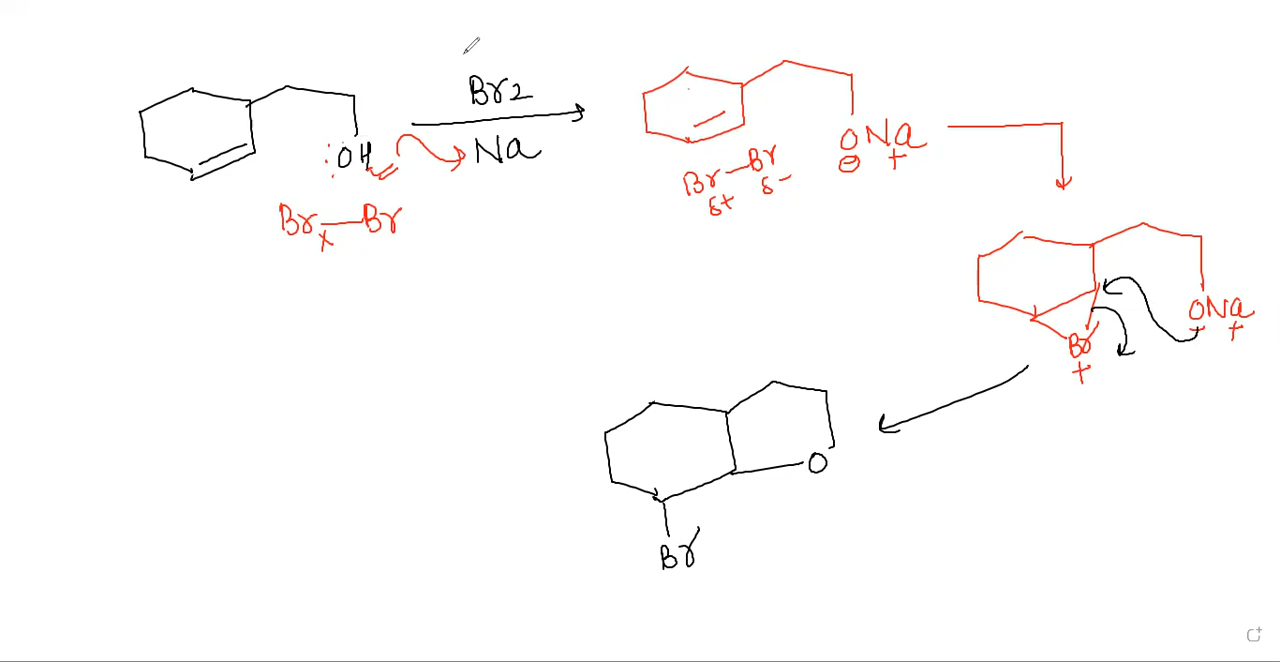 Br2
:OH
Na
Br—Br
x
ONa
⊖ +
Br—Br
δ+ δ-
ONa
+ +
Br
+
O
Br